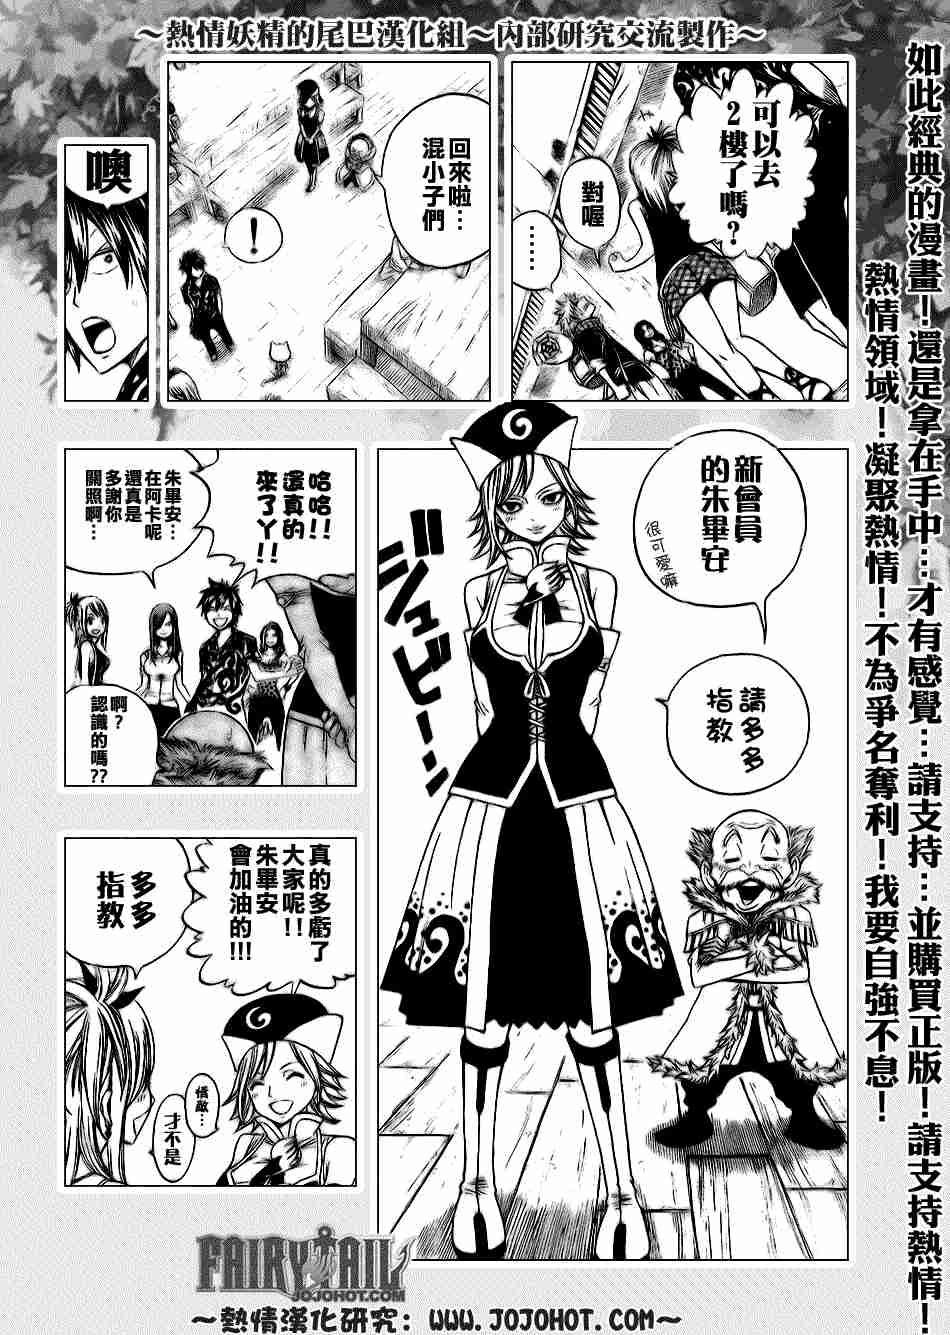 ～熱情妖精的尾巴漢化組～內部研究交流製作～
如此經典的漫畫！還是拿在手中…才有感覺…請支持…並購買正版！請支持熱情！
熱情領域！凝聚熱情！不為爭名奪利！我要自強不息！
可以去
2樓了嗎？
對喔
……
回來啦…
混小子們
！
噢
新會員
的朱畢安
很可愛嘛
請多多
指教
ジュビーン
哈哈!!
還真的
來了丫!!
朱畢安…
在阿卡呢
還真是
多謝你
關照啊…
啊？
認識的嗎??
真的多虧了
大家呢!!
朱畢安
會加油的!!!
多多
指教
情敵…
才不是
FAIRY TAIL
JOJOHOT.COM
～熱情漢化研究: WWW.JOJOHOT.COM～